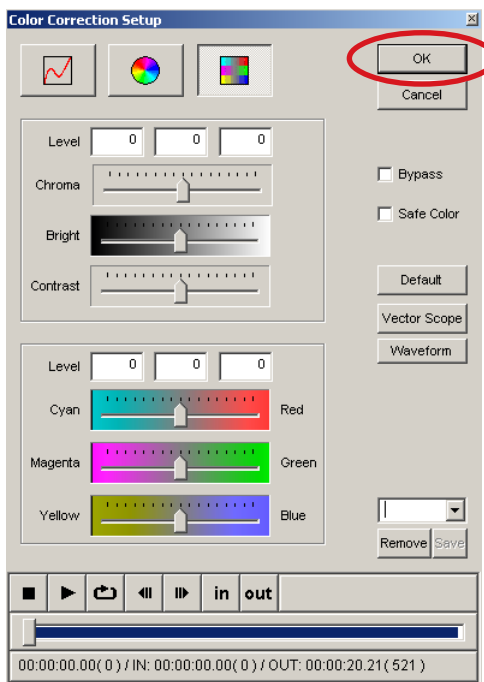 Color Correction Setup
OK
Cancel
Level 0 0 0
Chroma
Bypass
Safe Color
Bright
Contrast
Default
Vector Scope
Waveform
Level 0 0 0
Cyan Red
Magenta Green
Yellow Blue
Remove Save
in out
00:00:00.00( 0 ) / IN: 00:00:00.00( 0 ) / OUT: 00:00:20.21( 521 )